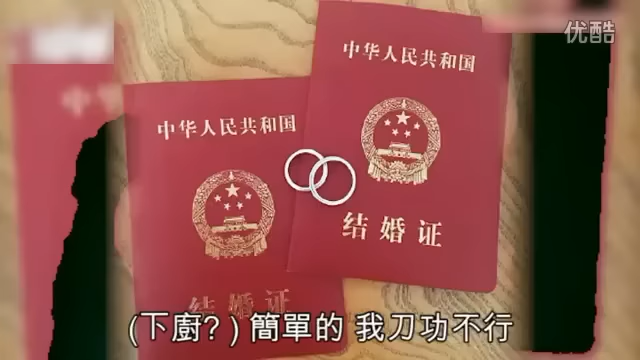 优酷
中华人民共和国
中华人民共和国
结婚证
结婚证
(下廚?)簡單的 我刀功不行